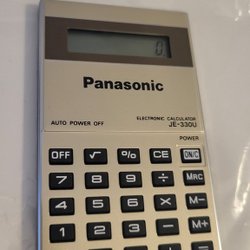 0.
Panasonic
ELECTRONIC CALCULATOR
AUTO POWER OFF JE-330U
POWER
OFF √ % CE ON/C
7 8 9 ÷ MRC
4 5 6 × M-
1 2 3 − M+